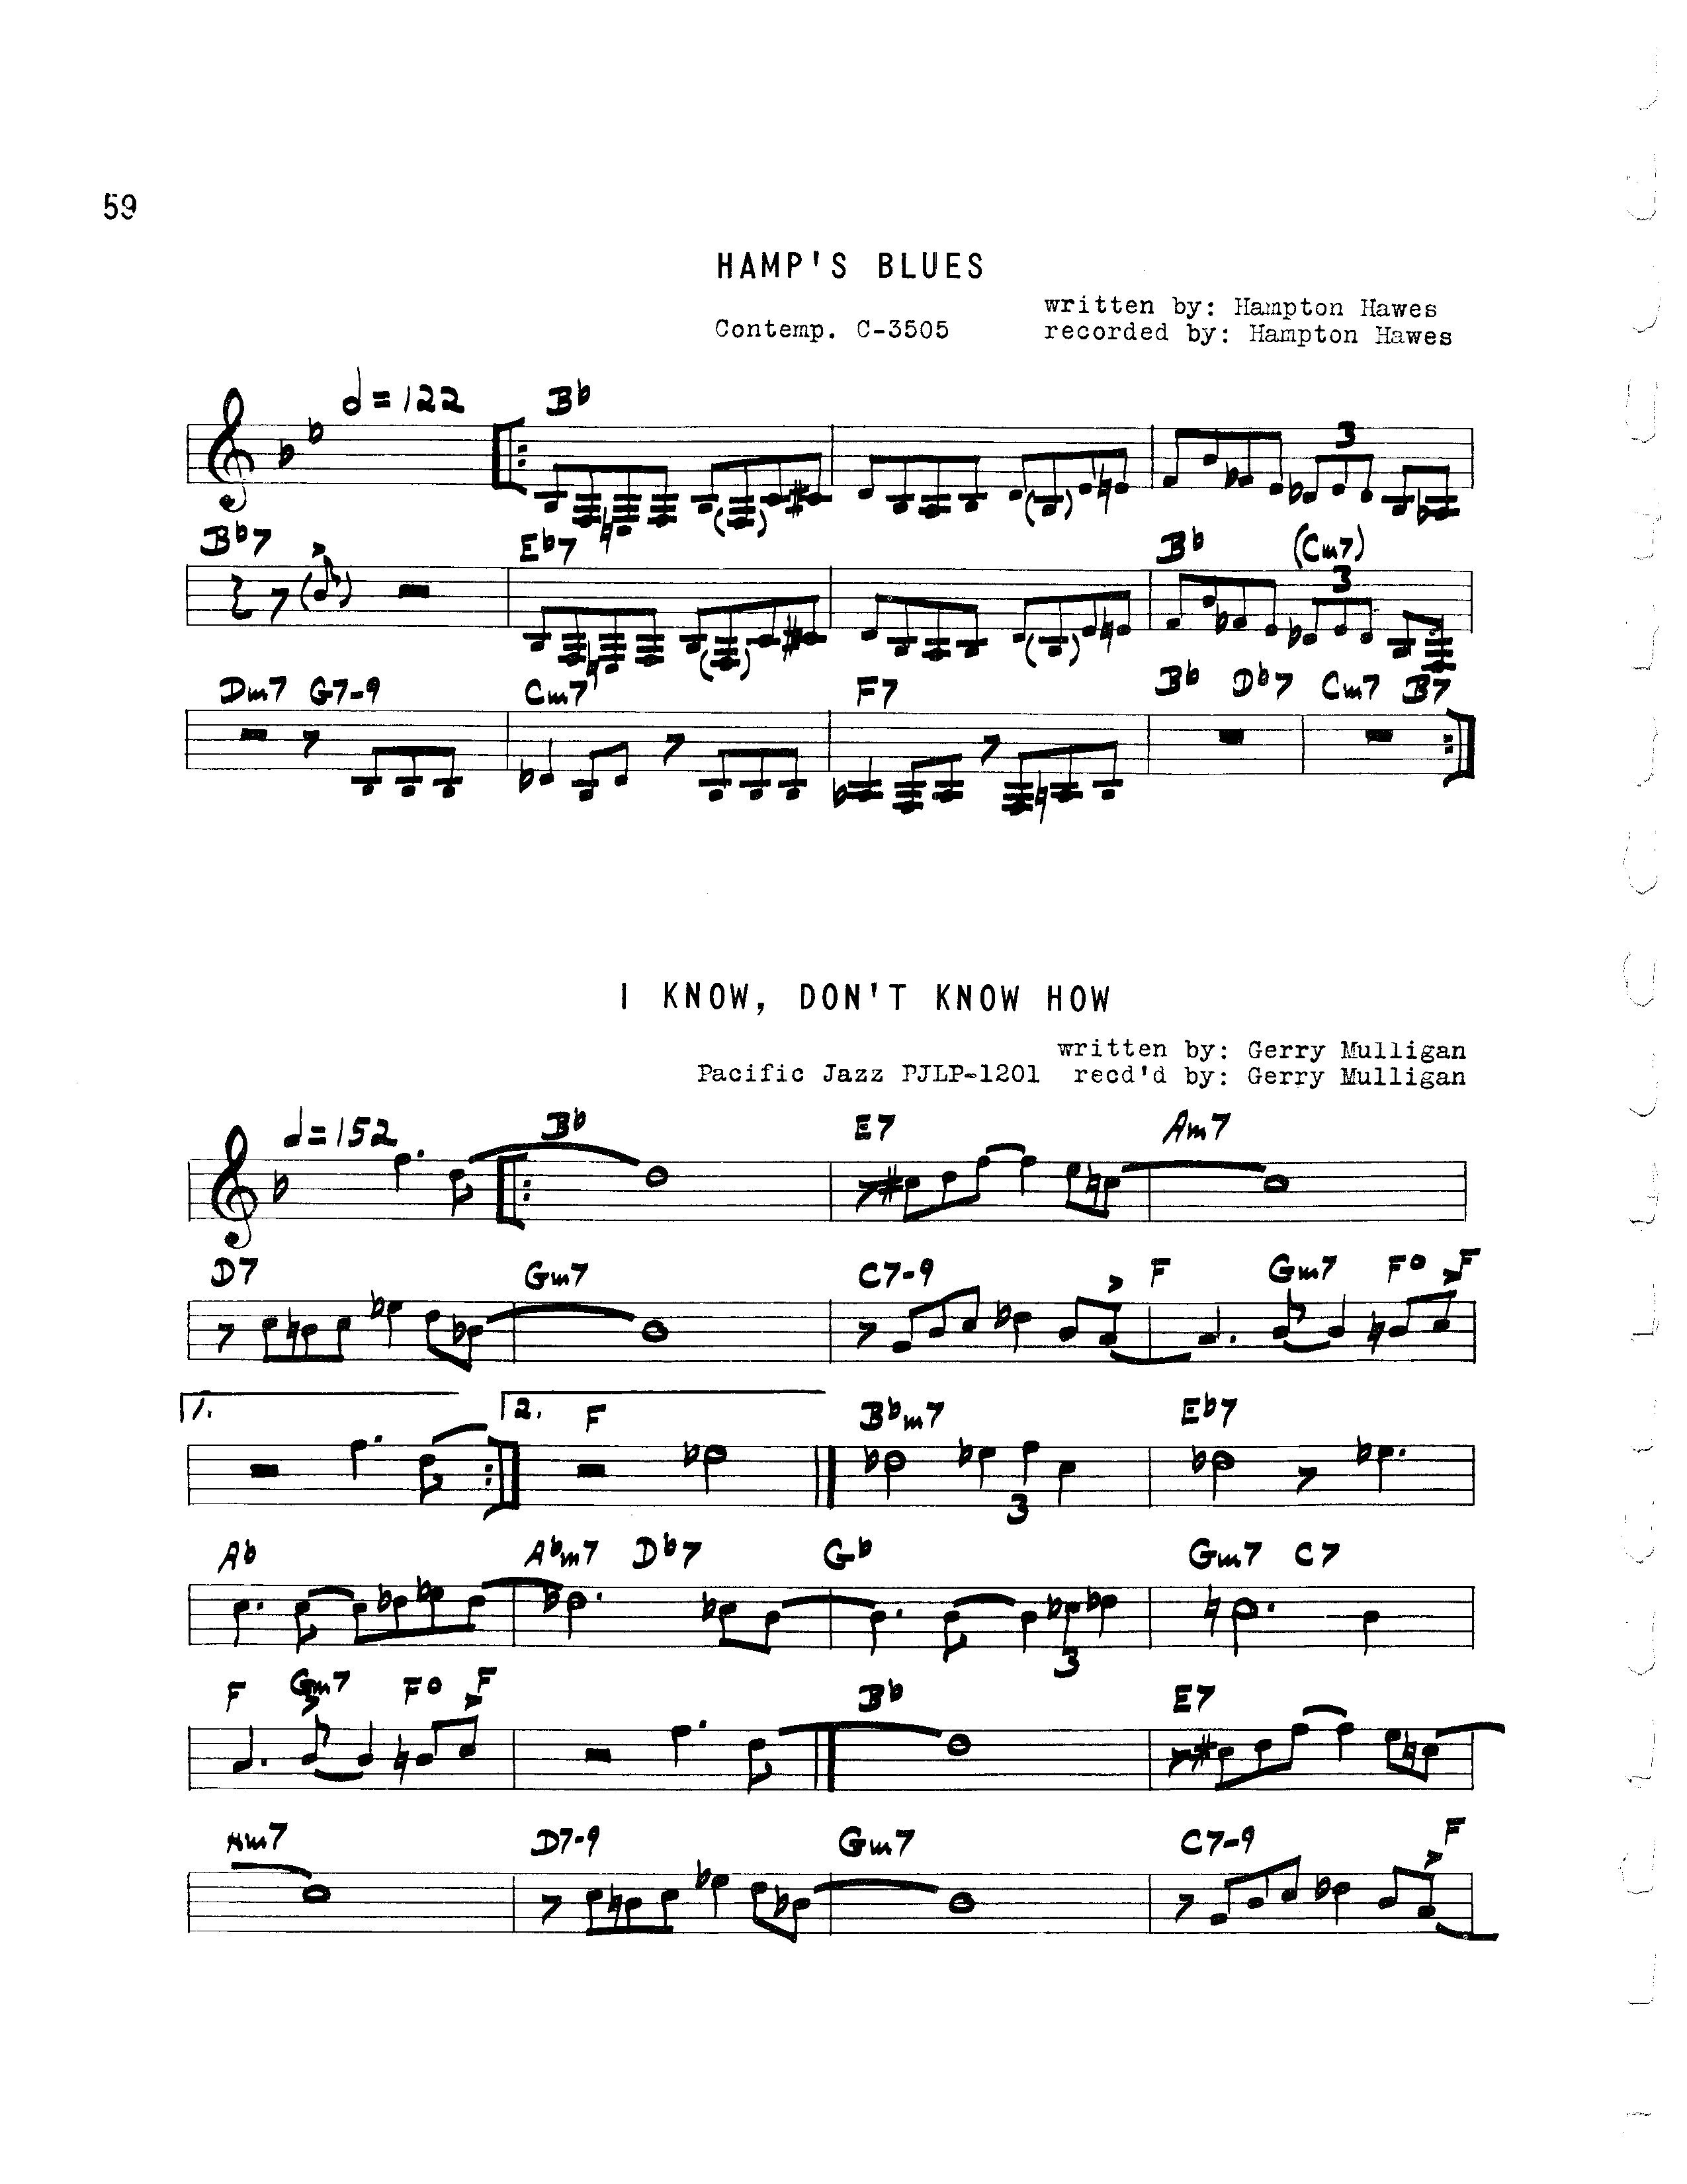 59
HAMP'S BLUES
written by: Hampton Hawes
Contemp. C-3505 recorded by: Hampton Hawes
𝅗𝅥 = 122 Bb
3
Bb7 Eb7 Bb (Cm7)
3
Dm7 G7-9 Cm7 F7 Bb Db7 Cm7 B7
I KNOW, DON'T KNOW HOW
written by: Gerry Mulligan
Pacific Jazz PJLP-1201 recd'd by: Gerry Mulligan
♩ = 152 Bb E7 Am7
D7 Gm7 C7-9 F Gm7 Fo F
1. 2. F Bbm7 Eb7
3
Ab Abm7 Db7 Gb Gm7 C7
3
F Gm7 Fo F Bb E7
Am7 D7-9 Gm7 C7-9 F